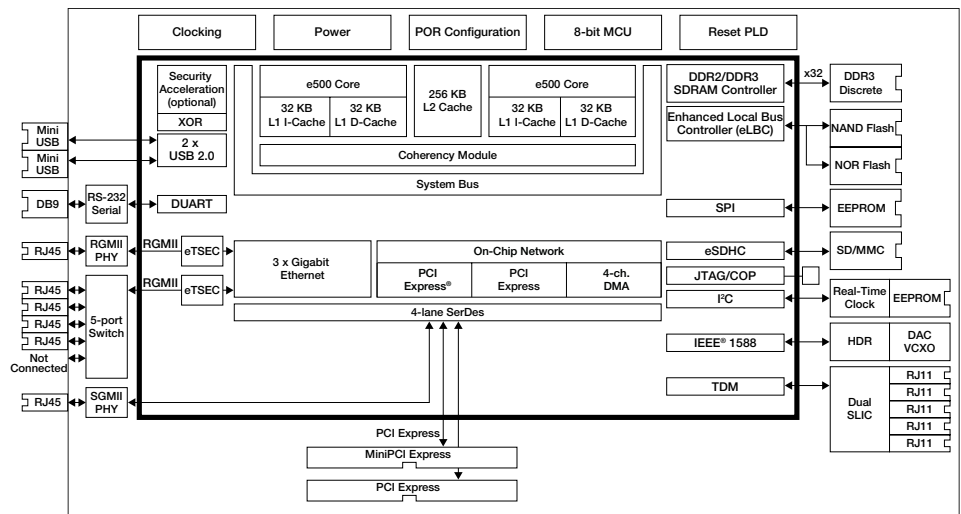 Clocking
Power
POR Configuration
8-bit MCU
Reset PLD
Security
Acceleration
(optional)
XOR
2 x
USB 2.0
Mini
USB
Mini
USB
e500 Core
32 KB
L1 I-Cache
32 KB
L1 D-Cache
256 KB
L2 Cache
e500 Core
32 KB
L1 I-Cache
32 KB
L1 D-Cache
Coherency Module
System Bus
DDR2/DDR3
SDRAM Controller
x32
DDR3
Discrete
Enhanced Local Bus
Controller (eLBC)
NAND Flash
NOR Flash
DB9
RS-232
Serial
DUART
SPI
EEPROM
RJ45
RGMII
PHY
RGMII
eTSEC
3 x Gigabit
Ethernet
On-Chip Network
PCI
Express®
PCI
Express
4-ch.
DMA
eSDHC
SD/MMC
JTAG/COP
RJ45
RJ45
RJ45
RJ45
Not
Connected
5-port
Switch
RGMII
eTSEC
4-lane SerDes
I²C
Real-Time
Clock
EEPROM
IEEE® 1588
HDR
DAC
VCXO
RJ45
SGMII
PHY
TDM
Dual
SLIC
RJ11
RJ11
RJ11
RJ11
RJ11
PCI Express
MiniPCI Express
PCI Express